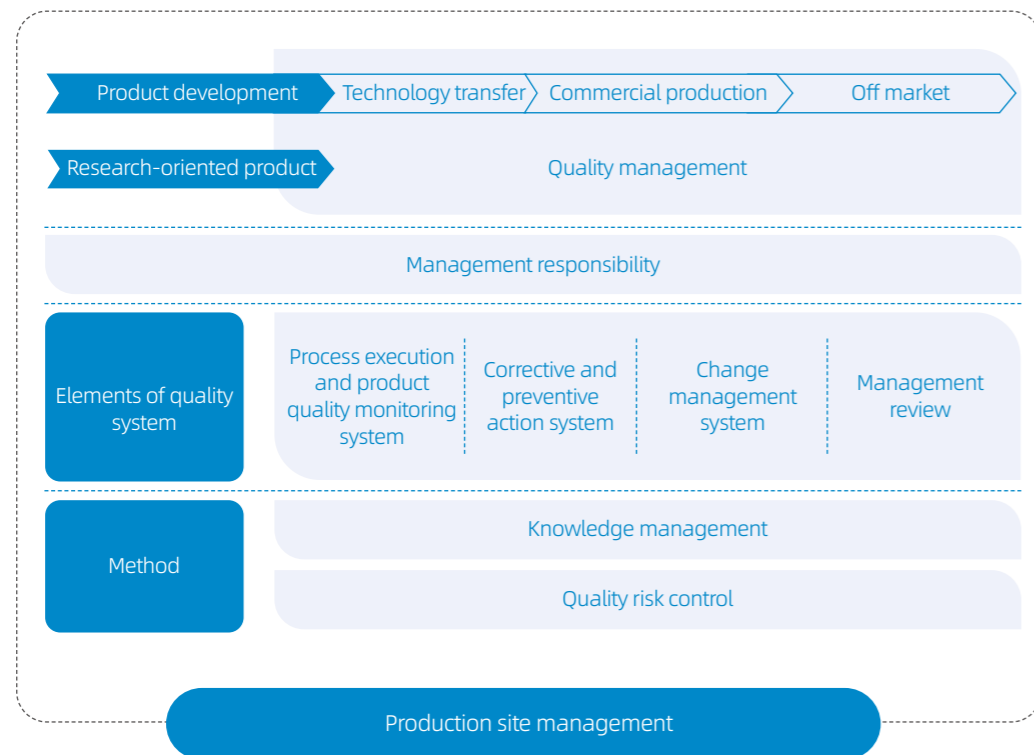 Product development
Technology transfer
Commercial production
Off market
Research-oriented product
Quality management
Management responsibility
Elements of quality
system
Process execution
and product
quality monitoring
system
Corrective and
preventive
action system
Change
management
system
Management
review
Method
Knowledge management
Quality risk control
Production site management